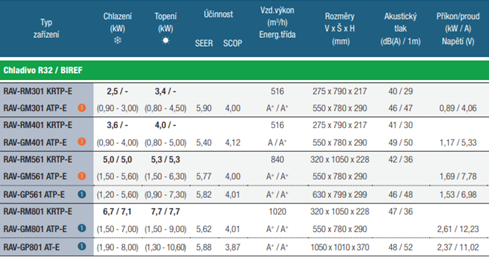 Typ zařízení Chlazení (kW) Topení (kW) Účinnost SEER SCOP Vzd.výkon (m³/h) Energ.třída Rozměry V x Š x H (mm) Akustický tlak (dB(A) / 1m) Příkon/proud (kW / A) Napětí (V)
Chladivo R32 / BIREF
RAV-RM301 KRTP-E 2,5 / - 3,4 / - 516 275 x 790 x 217 40 / 29
RAV-GM301 ATP-E (0,90 - 3,00) (0,80 - 4,50) 5,90 4,00 A⁺ / A⁺ 550 x 780 x 290 46 / 47 0,89 / 4,06
RAV-RM401 KRTP-E 3,6 / - 4,0 / - 516 275 x 790 x 217 41 / 30
RAV-GM401 ATP-E (0,90 - 4,00) (0,80 - 5,00) 5,40 4,12 A / A⁺ 550 x 780 x 290 49 / 50 1,17 / 5,33
RAV-RM561 KRTP-E 5,0 / 5,0 5,3 / 5,3 840 320 x 1050 x 228 42 / 36
RAV-GM561 ATP-E (1,50 - 5,60) (1,50 - 6,30) 5,77 4,00 A⁺ / A⁺ 550 x 780 x 290 1,69 / 7,78
RAV-GP561 ATP-E (1,20 - 5,60) (0,90 - 7,30) 5,82 4,01 A⁺ / A⁺ 630 x 799 x 299 46 / 48 1,53 / 6,98
RAV-RM801 KRTP-E 6,7 / 7,1 7,7 / 7,7 1020 320 x 1050 x 228 47 / 36
RAV-GM801 ATP-E (1,50 - 7,00) (1,50 - 9,00) 5,62 4,01 A⁺ / A⁺ 550 x 780 x 290 2,61 / 12,23
RAV-GP801 AT-E (1,90 - 8,00) (1,30 - 10,60) 5,88 3,87 A⁺ / A⁺ 1050 x 1010 x 370 48 / 52 2,37 / 11,02